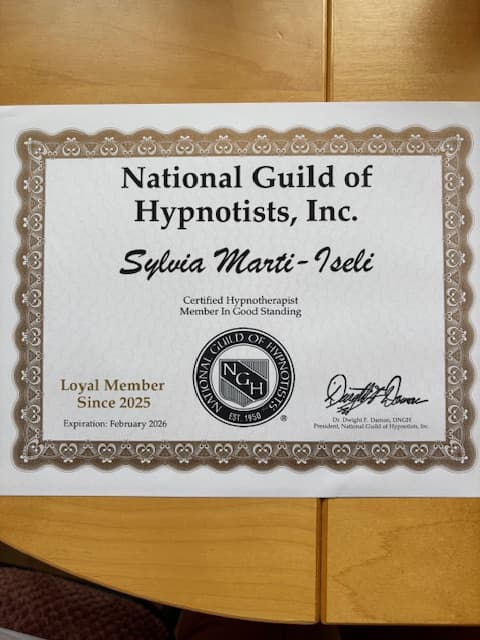 National Guild of
Hypnotists, Inc.
Sylvia Marti-Iseli
Certified Hypnotherapist
Member In Good Standing
NATIONAL GUILD OF HYPNOTISTS
NGH
EST. 1950
®
Loyal Member
Since 2025
Expiration: February 2026
Dwight F. Damon
Dr. Dwight F. Damon, DNGH
President, National Guild of Hypnotists, Inc.